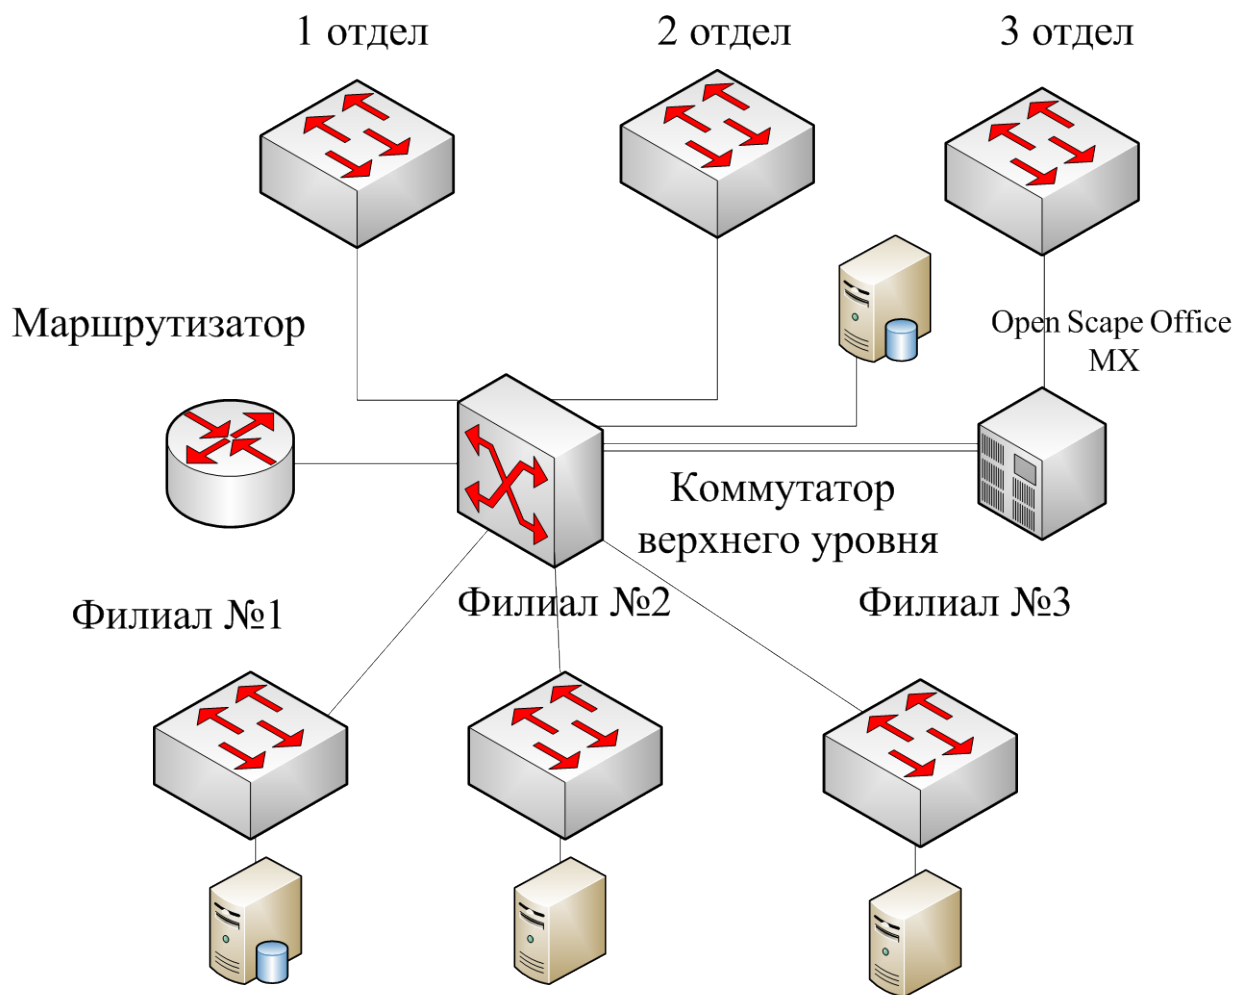 1 отдел
2 отдел
3 отдел
Маршрутизатор
Open Scape Office
MX
Коммутатор
верхнего уровня
Филиал №1
Филиал №2
Филиал №3